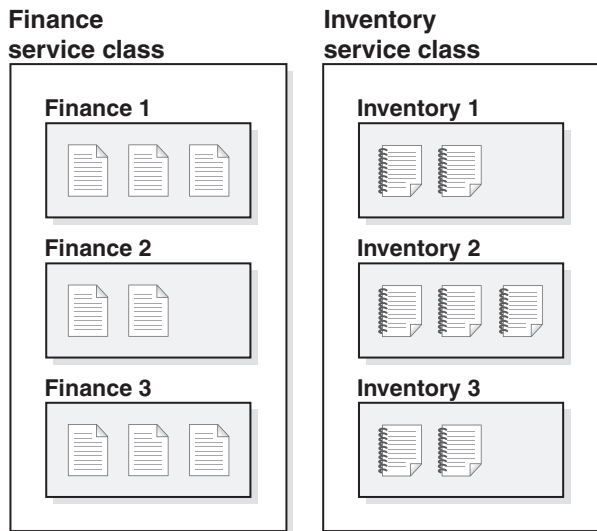 Finance
service class
Finance 1
Finance 2
Finance 3
Inventory
service class
Inventory 1
Inventory 2
Inventory 3